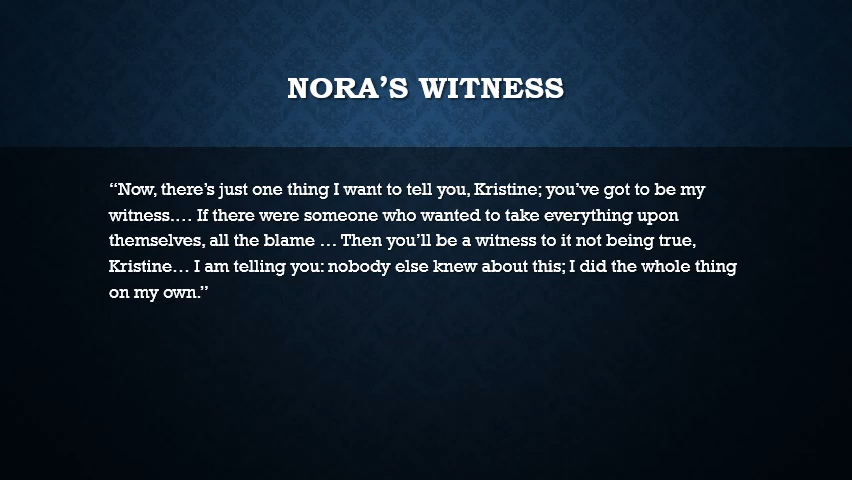 NORA’S WITNESS
“Now, there’s just one thing I want to tell you, Kristine; you’ve got to be my
witness.… If there were someone who wanted to take everything upon
themselves, all the blame … Then you’ll be a witness to it not being true,
Kristine… I am telling you: nobody else knew about this; I did the whole thing
on my own.”